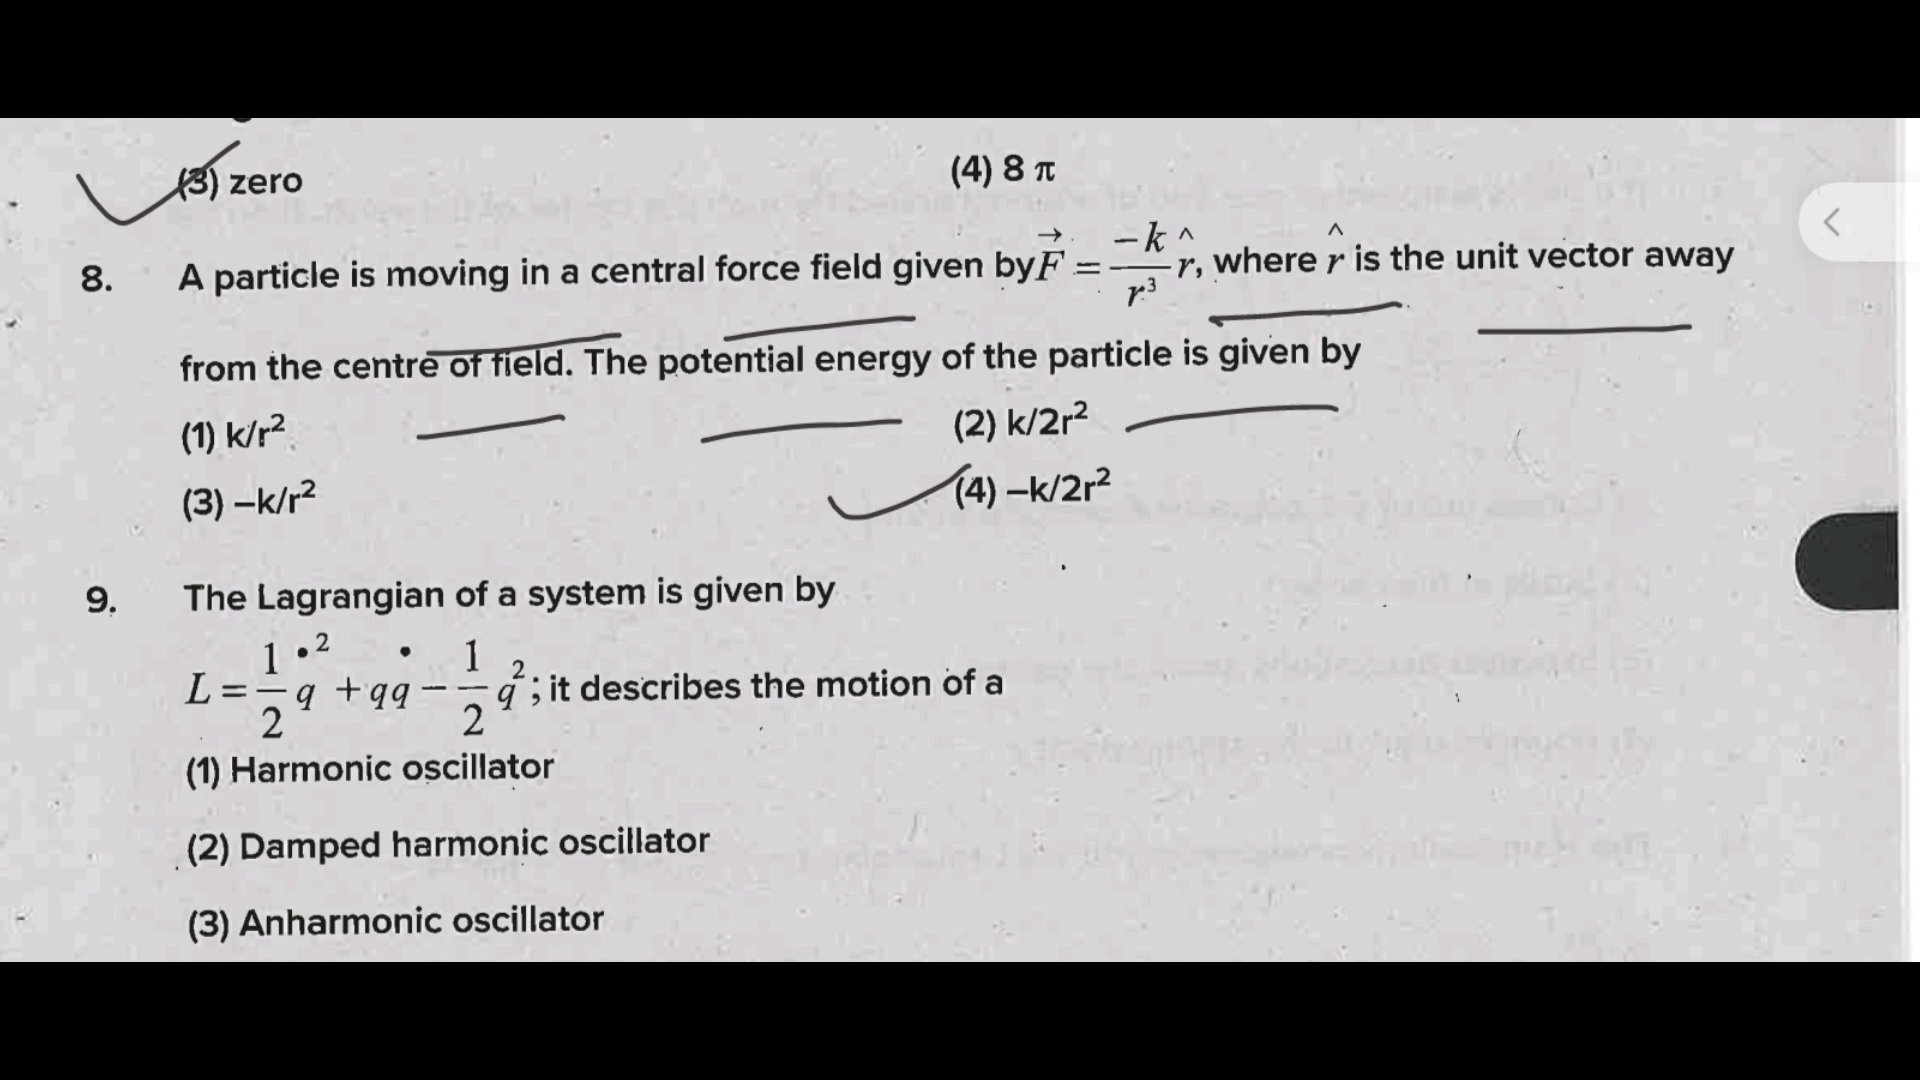 (3) zero (4) 8 π
8. A particle is moving in a central force field given by F⃗ = −k/r³ r̂, where r̂ is the unit vector away
from the centre of field. The potential energy of the particle is given by
(1) k/r² (2) k/2r²
(3) –k/r² (4) –k/2r²
9. The Lagrangian of a system is given by
L = 1/2 q̇² + qq̇ − 1/2 q²; it describes the motion of a
(1) Harmonic oscillator
(2) Damped harmonic oscillator
(3) Anharmonic oscillator